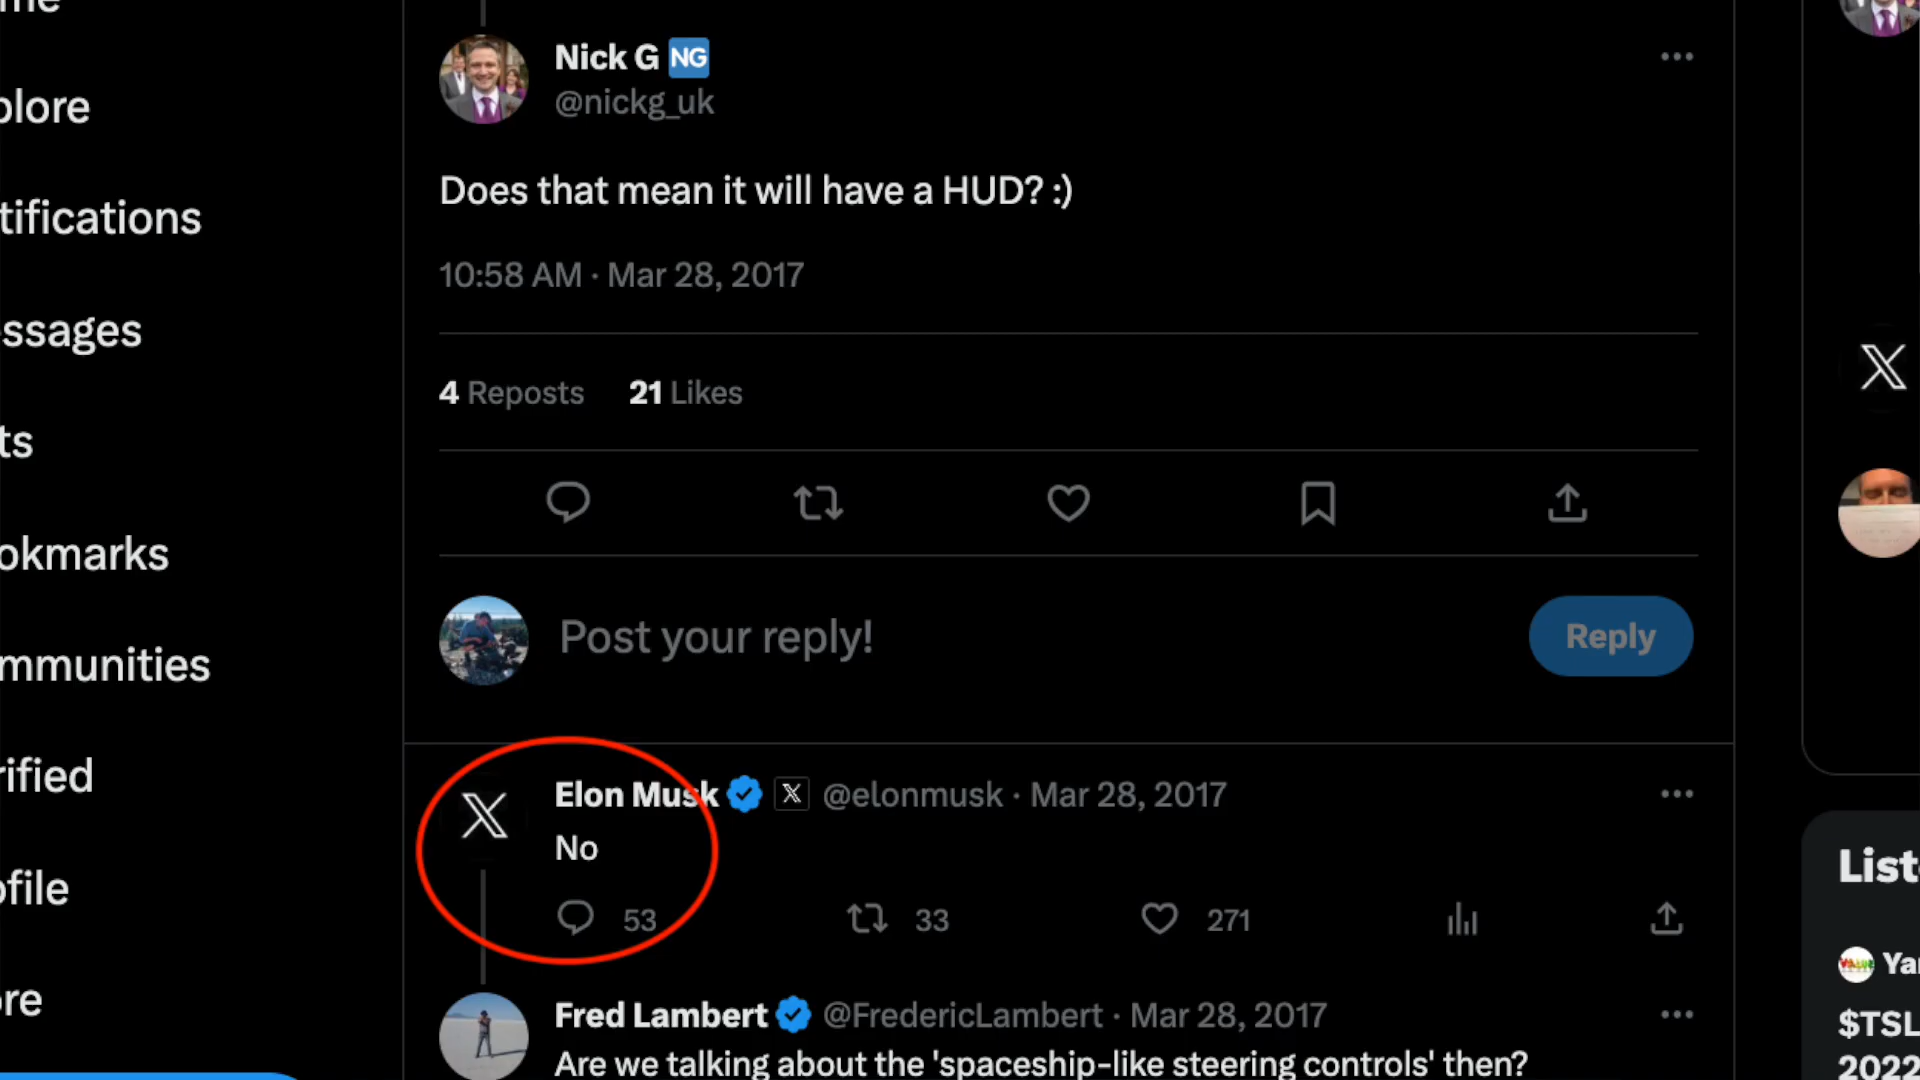 me
plore
tifications
ssages
ts
okmarks
mmunities
rified
ofile
re
Nick G NG
@nickg_uk
Does that mean it will have a HUD? :)
10:58 AM · Mar 28, 2017
4 Reposts 21 Likes
Post your reply!
Reply
Elon Musk X @elonmusk · Mar 28, 2017
No
53 33 271
Fred Lambert @FredericLambert · Mar 28, 2017
Are we talking about the 'spaceship-like steering controls' then?
X
List
Yar
$TSL
2022